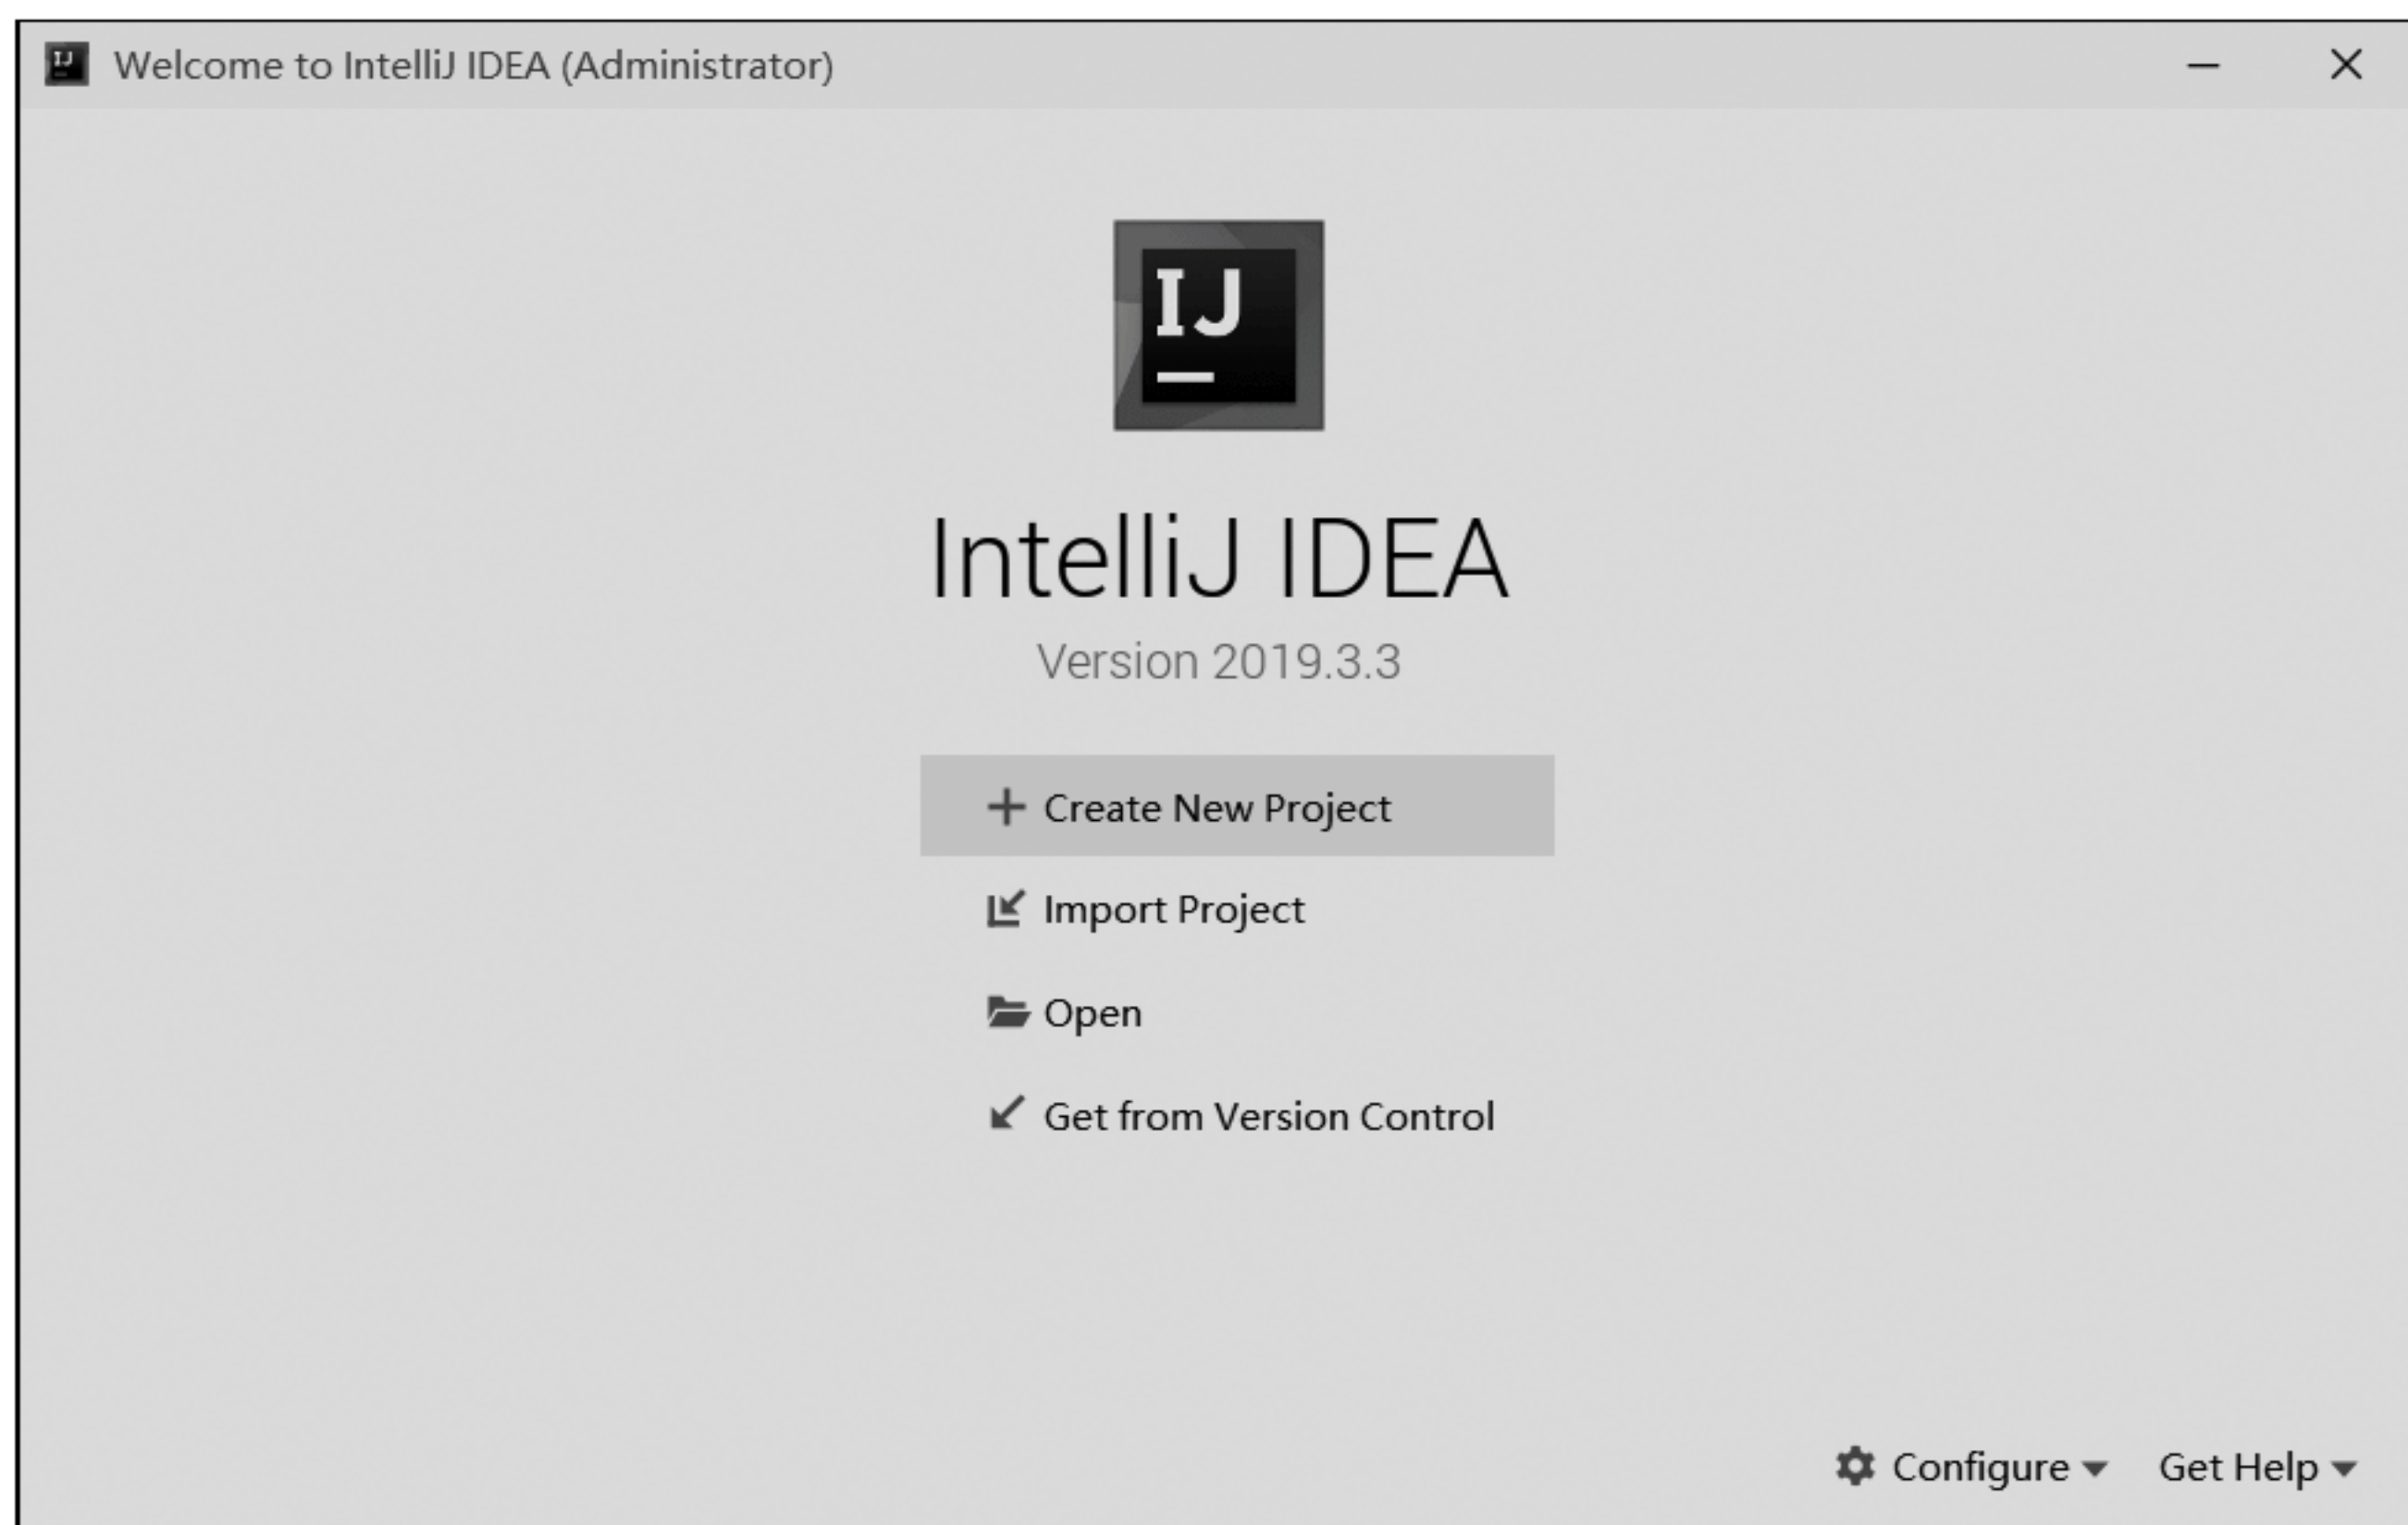 Welcome to IntelliJ IDEA (Administrator)
IJ
IntelliJ IDEA
Version 2019.3.3
Create New Project
Import Project
Open
Get from Version Control
Configure Get Help